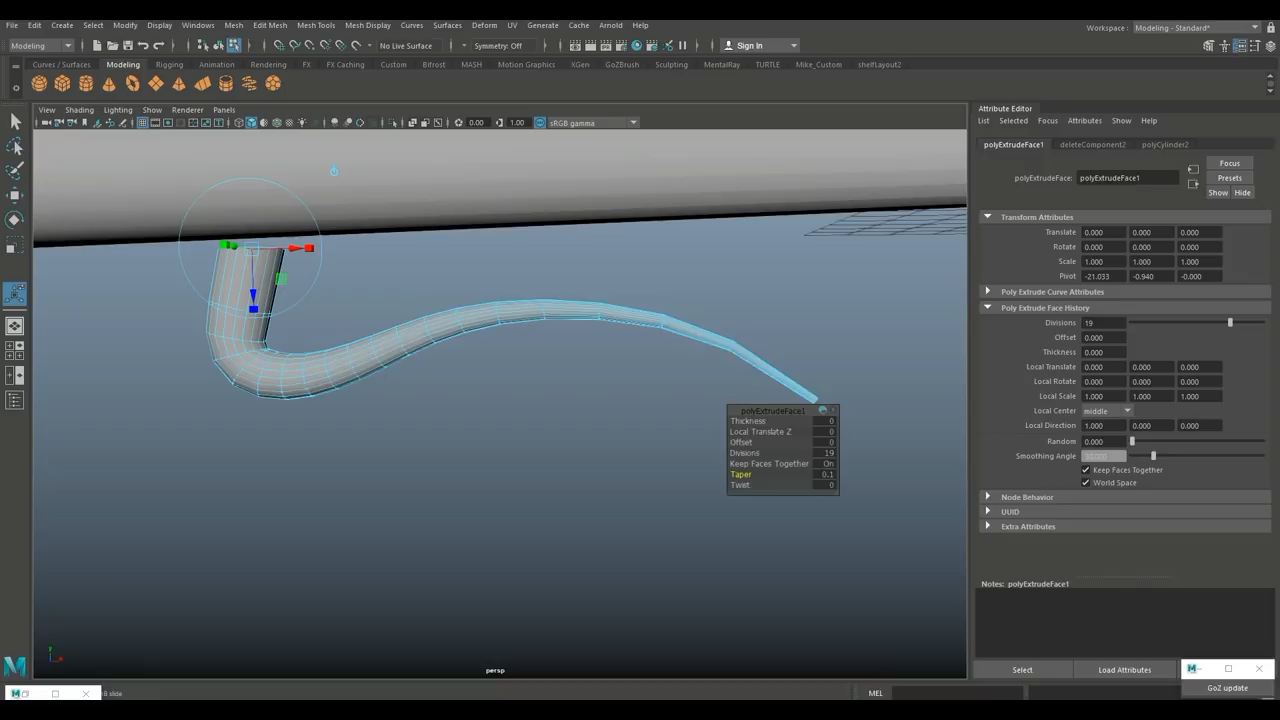 File Edit Create Select Modify Display Windows Mesh Edit Mesh Mesh Tools Mesh Display Curves Surfaces Deform UV Generate Cache Arnold Help
Workspace: Modeling - Standard*
Modeling No Live Surface Symmetry: Off Sign In
Curves / Surfaces Modeling Rigging Animation Rendering FX FX Caching Custom Bifrost MASH Motion Graphics XGen GoZBrush Sculpting MentalRay TURTLE Mike_Custom shelfLayout2
View Shading Lighting Show Renderer Panels
0.00 1.00 sRGB gamma
polyExtrudeFace1
Thickness 0
Local Translate Z 0
Offset 0
Divisions 19
Keep Faces Together On
Taper 0.1
Twist 0
persp
Attribute Editor
List Selected Focus Attributes Show Help
polyExtrudeFace1 deleteComponent2 polyCylinder2
Focus
polyExtrudeFace: polyExtrudeFace1 Presets
Show Hide
Transform Attributes
Translate 0.000 0.000 0.000
Rotate 0.000 0.000 0.000
Scale 1.000 1.000 1.000
Pivot -21.033 -0.940 -0.000
Poly Extrude Curve Attributes
Poly Extrude Face History
Divisions 19
Offset 0.000
Thickness 0.000
Local Translate 0.000 0.000 0.000
Local Rotate 0.000 0.000 0.000
Local Scale 1.000 1.000 1.000
Local Center middle
Local Direction 1.000 0.000 0.000
Random 0.000
Smoothing Angle
Keep Faces Together
World Space
Node Behavior
UUID
Extra Attributes
Notes: polyExtrudeFace1
Select Load Attributes
GoZ update
slide MEL